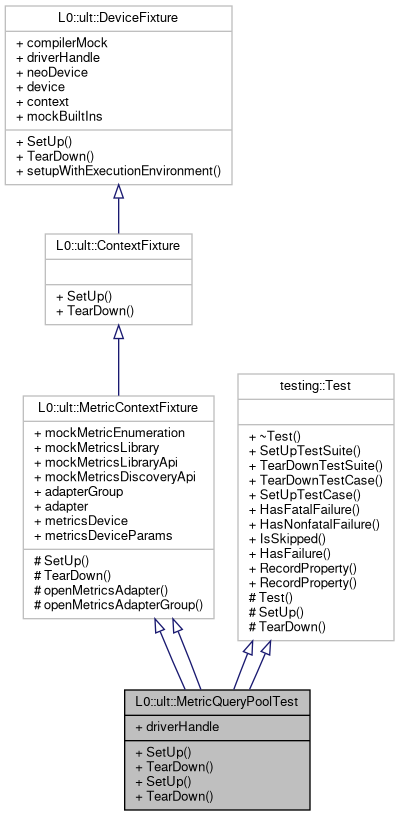 L0::ult::DeviceFixture
+ compilerMock
+ driverHandle
+ neoDevice
+ device
+ context
+ mockBuiltIns
+ SetUp()
+ TearDown()
+ setupWithExecutionEnvironment()
L0::ult::ContextFixture
+ SetUp()
+ TearDown()
L0::ult::MetricContextFixture
+ mockMetricEnumeration
+ mockMetricsLibrary
+ mockMetricsLibraryApi
+ mockMetricsDiscoveryApi
+ adapterGroup
+ adapter
+ metricsDevice
+ metricsDeviceParams
# SetUp()
# TearDown()
# openMetricsAdapter()
# openMetricsAdapterGroup()
testing::Test
+ ~Test()
+ SetUpTestSuite()
+ TearDownTestSuite()
+ TearDownTestCase()
+ SetUpTestCase()
+ HasFatalFailure()
+ HasNonfatalFailure()
+ IsSkipped()
+ HasFailure()
+ RecordProperty()
+ RecordProperty()
# Test()
# SetUp()
# TearDown()
L0::ult::MetricQueryPoolTest
+ driverHandle
+ SetUp()
+ TearDown()
+ SetUp()
+ TearDown()